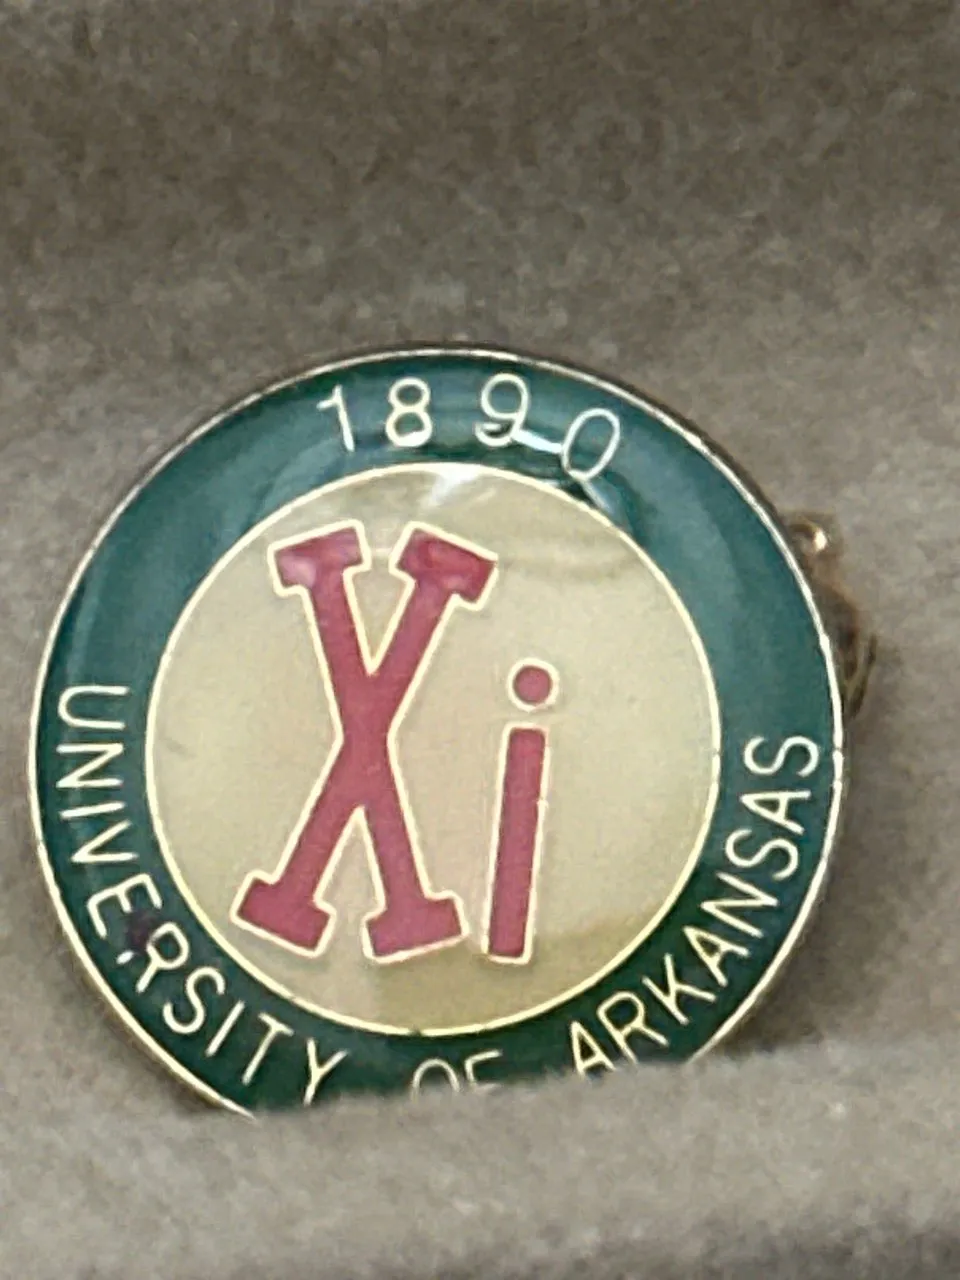 1890
Xi
UNIVERSITY OF ARKANSAS